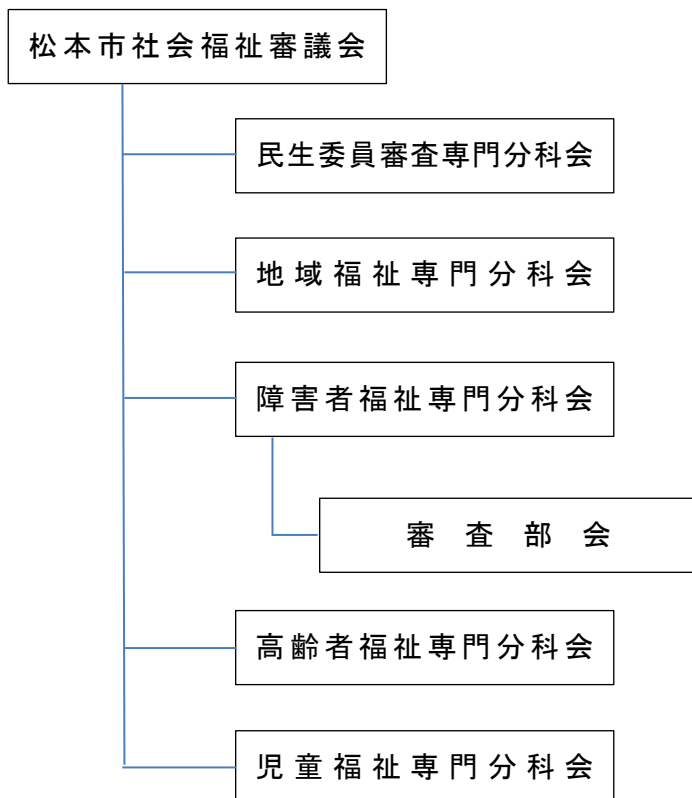 松本市社会福祉審議会
民生委員審査専門分科会
地域福祉専門分科会
障害者福祉専門分科会
審査部会
高齢者福祉専門分科会
児童福祉専門分科会